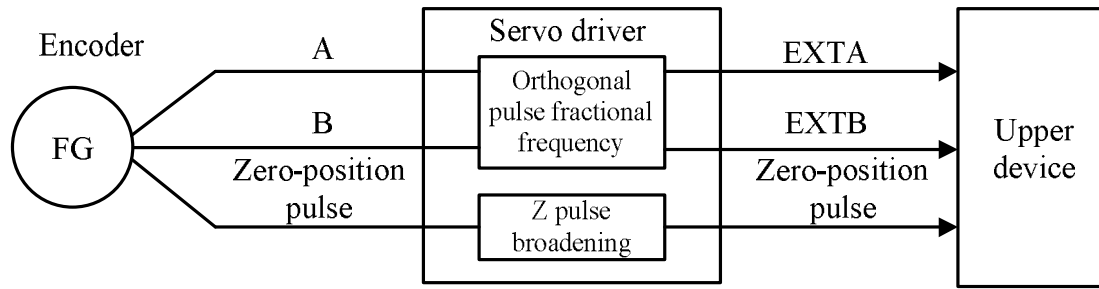 Encoder
FG
A
B
Zero-position
pulse
Servo driver
Orthogonal
pulse fractional
frequency
Z pulse
broadening
EXTA
EXTB
Zero-position
pulse
Upper
device